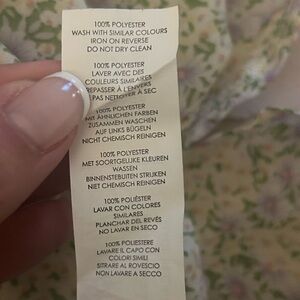 100% POLYESTER
WASH WITH SIMILAR COLOURS
IRON ON REVERSE
DO NOT DRY CLEAN
100% POLYESTER
LAVER AVEC DES
COULEURS SIMILAIRES
REPASSER À L'ENVERS
PAS NETTOYER À SEC
100% POLYESTER
MIT ÄHNLICHEN FARBEN
ZUSAMMEN WASCHEN
AUF LINKS BÜGELN
NICHT CHEMISCH REINIGEN
100% POLYESTER
MET SOORTGELIJKE KLEUREN
WASSEN
BINNENSTEBUITEN STRIJKEN
NIET CHEMISCH REINIGEN
100% POLIÉSTER
LAVAR CON COLORES
SIMILARES
PLANCHAR DEL REVÉS
NO LAVAR EN SECO
100% POLIESTERE
LAVARE IL CAPO CON
COLORI SIMILI
STIRARE AL ROVESCIO
NON LAVARE A SECCO